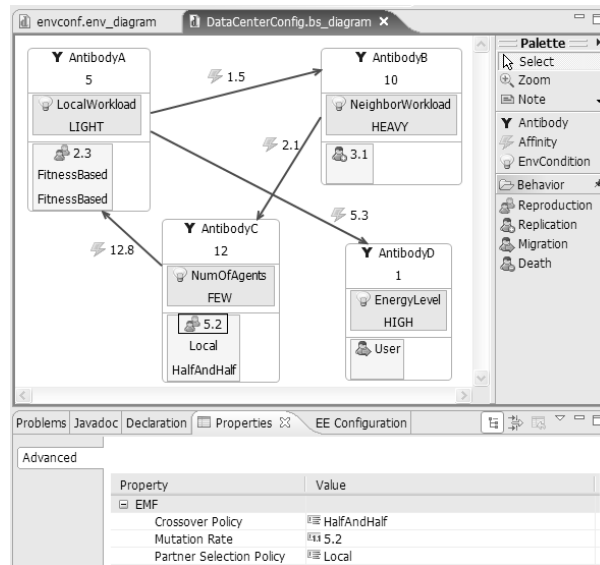 envconf.env_diagram
DataCenterConfig.bs_diagram
AntibodyA
5
LocalWorkload
LIGHT
2.3
FitnessBased
FitnessBased
1.5
AntibodyB
10
NeighborWorkload
HEAVY
3.1
2.1
5.3
12.8
AntibodyC
12
NumOfAgents
FEW
5.2
Local
HalfAndHalf
AntibodyD
1
EnergyLevel
HIGH
User
Palette
Select
Zoom
Note
Antibody
Affinity
EnvCondition
Behavior
Reproduction
Replication
Migration
Death
Problems Javadoc Declaration Properties EE Configuration
Advanced
Property Value
EMF
Crossover Policy HalfAndHalf
Mutation Rate 5.2
Partner Selection Policy Local